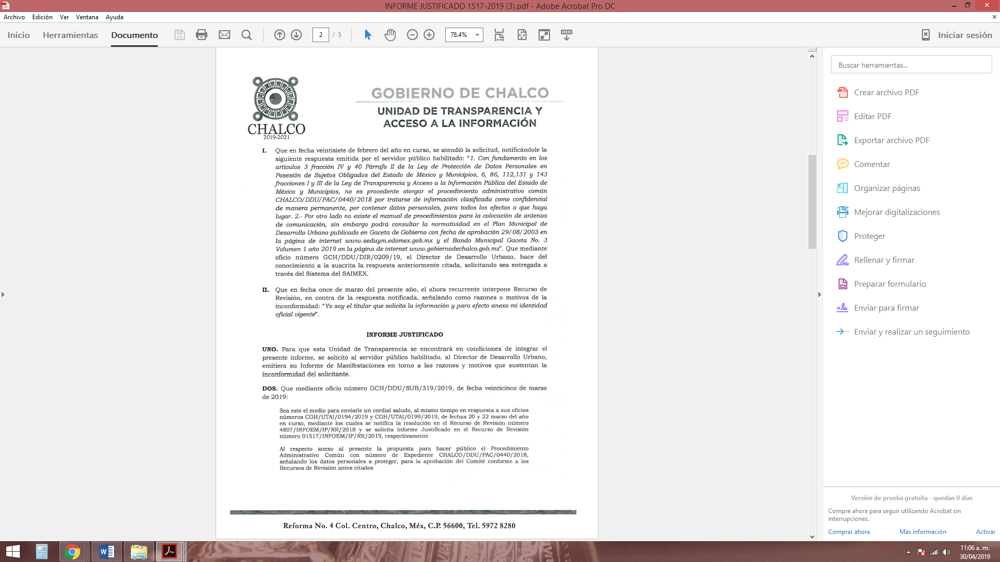 INFORME JUSTIFICADO 1517-2019 (3).pdf - Adobe Acrobat Pro DC
Archivo Edición Ver Ventana Ayuda
Inicio Herramientas Documento 2 / 5 78.4% Iniciar sesión
CHALCO
2019-2021
GOBIERNO DE CHALCO
UNIDAD DE TRANSPARENCIA Y
ACCESO A LA INFORMACIÓN
I. Que en fecha veintisiete de febrero del año en curso, se atendió la solicitud, notificándole la
siguiente respuesta emitida por el servidor público habilitado: “1. Con fundamento en los
artículos 3 fracción IV y 40 Párrafo II de la Ley de Protección de Datos Personales en
Posesión de Sujetos Obligados del Estado de México y Municipios, 6, 86, 112,131 y 143
fracciones I y III de la Ley de Transparencia y Acceso a la Información Pública del Estado de
México y Municipios, no es procedente otorgar el procedimiento administrativo común
CHALCO/DDU/PAC/0440/2018 por tratarse de información clasificada como confidencial
de manera permanente, por contener datos personales, para todos los efectos a que haya
lugar. 2.- Por otro lado no existe el manual de procedimientos para la colocación de antenas
de comunicación, sin embargo podrá consultar la normatividad en el Plan Municipal de
Desarrollo Urbano publicado en Gaceta de Gobierno con fecha de aprobación 29/08/2003 en
la página de internet www.seduym.edomex.gob.mx y el Bando Municipal Gaceta No. 3
Volumen 1 año 2019 en la página de internet www.gobiernodechalco.gob.mx”. Que mediante
oficio número GCH/DDU/DIR/0209/19, el Director de Desarrollo Urbano, hace del
conocimiento a la suscrita la respuesta anteriormente citada, solicitando sea entregada a
través del Sistema del SAIMEX.
II. Que en fecha once de marzo del presente año, el ahora recurrente interpone Recurso de
Revisión, en contra de la respuesta notificada, señalando como razones o motivos de la
inconformidad: “Yo soy el titular que solicita la información y para efecto anexo mi identidad
oficial vigente”.
INFORME JUSTIFICADO
UNO. Para que esta Unidad de Transparencia se encontrará en condiciones de integrar el
presente informe, se solicitó al servidor público habilitado, al Director de Desarrollo Urbano,
emitiera su Informe de Manifestaciones en torno a las razones y motivos que sustentan la
inconformidad del solicitante.
DOS. Que mediante oficio número GCH/DDU/SUB/319/2019, de fecha veinticinco de marzo
de 2019:
Sea este el medio para enviarle un cordial saludo, al mismo tiempo en respuesta a sus oficios
números CGH/UTAI/0194/2019 y CGH/UTAI/0199/2019, de fechas 20 y 22 marzo del año
en curso, mediante los cuales se notifica la resolución en el Recurso de Revisión número
4807/INFOEM/IP/RR/2018 y se solicita Informe Justificado en el Recurso de Revisión
número 01517/INFOEM/IP/RR/2019, respectivamente
Al respecto anexo al presente la propuesta para hacer público el Procedimiento
Administrativo Común con número de Expediente CHALCO/DDU/PAC/0440/2018,
señalando los datos personales a proteger, para la aprobación del Comité conforme a los
Recursos de Revisión antes citados
Reforma No. 4 Col. Centro, Chalco, Méx, C.P. 56600, Tel. 5972 8280
Buscar herramientas...
Crear archivo PDF
Editar PDF
Exportar archivo PDF
Comentar
Organizar páginas
Mejorar digitalizaciones
Proteger
Rellenar y firmar
Preparar formulario
Enviar para firmar
Enviar y realizar un seguimiento
Versión de prueba gratuita - quedan 0 días
Compre ahora para seguir utilizando Acrobat sin
interrupciones.
Comprar ahora Más información Activar
11:06 a. m.
30/04/2019